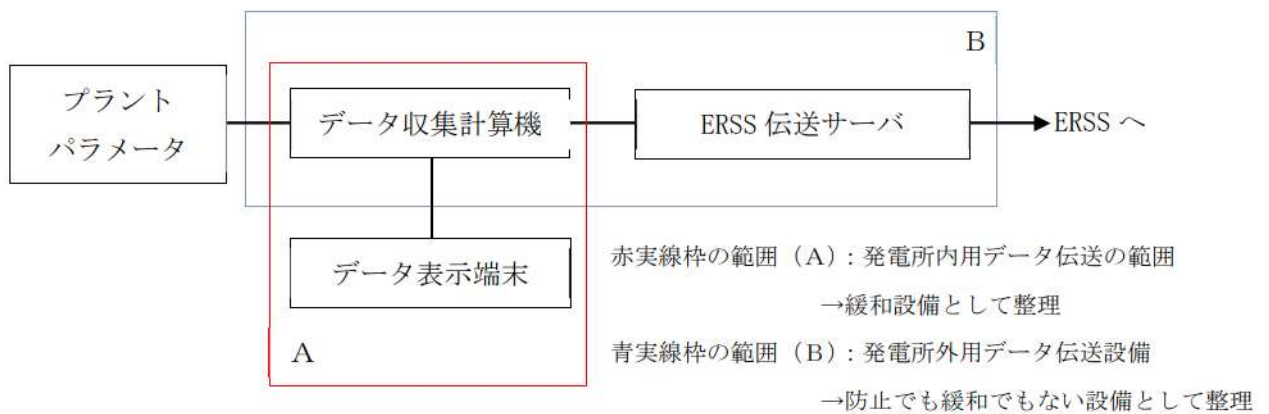 B
プラント
パラメータ
データ収集計算機
ERSS 伝送サーバ
ERSS へ
データ表示端末
A
赤実線枠の範囲（A）：発電所内用データ伝送の範囲
→緩和設備として整理
青実線枠の範囲（B）：発電所外用データ伝送設備
→防止でも緩和でもない設備として整理